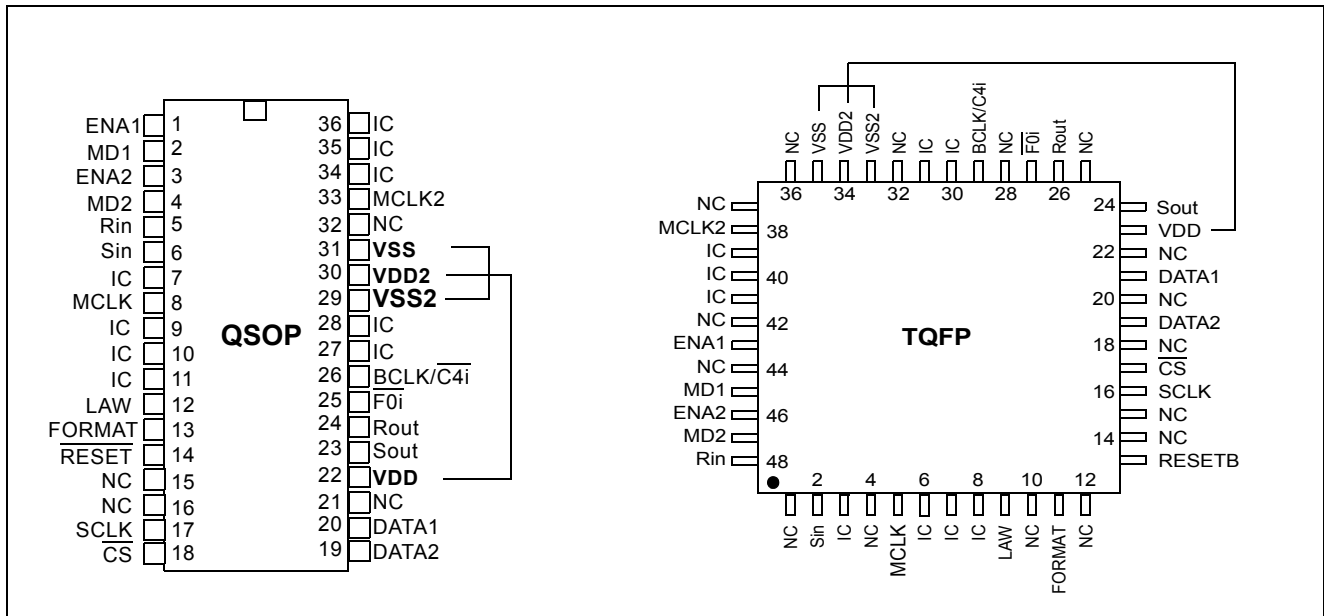 ENA1 1 36 IC
MD1 2 35 IC
ENA2 3 34 IC
MD2 4 33 MCLK2
Rin 5 32 NC
Sin 6 31 VSS
IC 7 30 VDD2
MCLK 8 29 VSS2
IC 9 28 IC
IC 10 27 IC
IC 11 26 BCLK/C̅4̅i̅
LAW 12 25 F̅0̅i̅
FORMAT 13 24 Rout
R̅E̅S̅E̅T̅ 14 23 Sout
NC 15 22 VDD
NC 16 21 NC
SCLK 17 20 DATA1
C̅S̅ 18 19 DATA2
QSOP
NC VSS VDD2 VSS2 NC IC IC BCLK/C4i NC F̅0̅i̅ Rout NC
36 34 32 30 28 26
NC
MCLK2 38
IC
IC 40
IC
NC 42
ENA1
NC 44
MD1
ENA2 46
MD2
Rin 48
TQFP
24 Sout
VDD
22 NC
DATA1
20 NC
DATA2
18 NC
C̅S̅
16 SCLK
NC
14 NC
RESETB
2 4 6 8 10 12
NC Sin IC NC MCLK IC IC IC LAW NC FORMAT NC